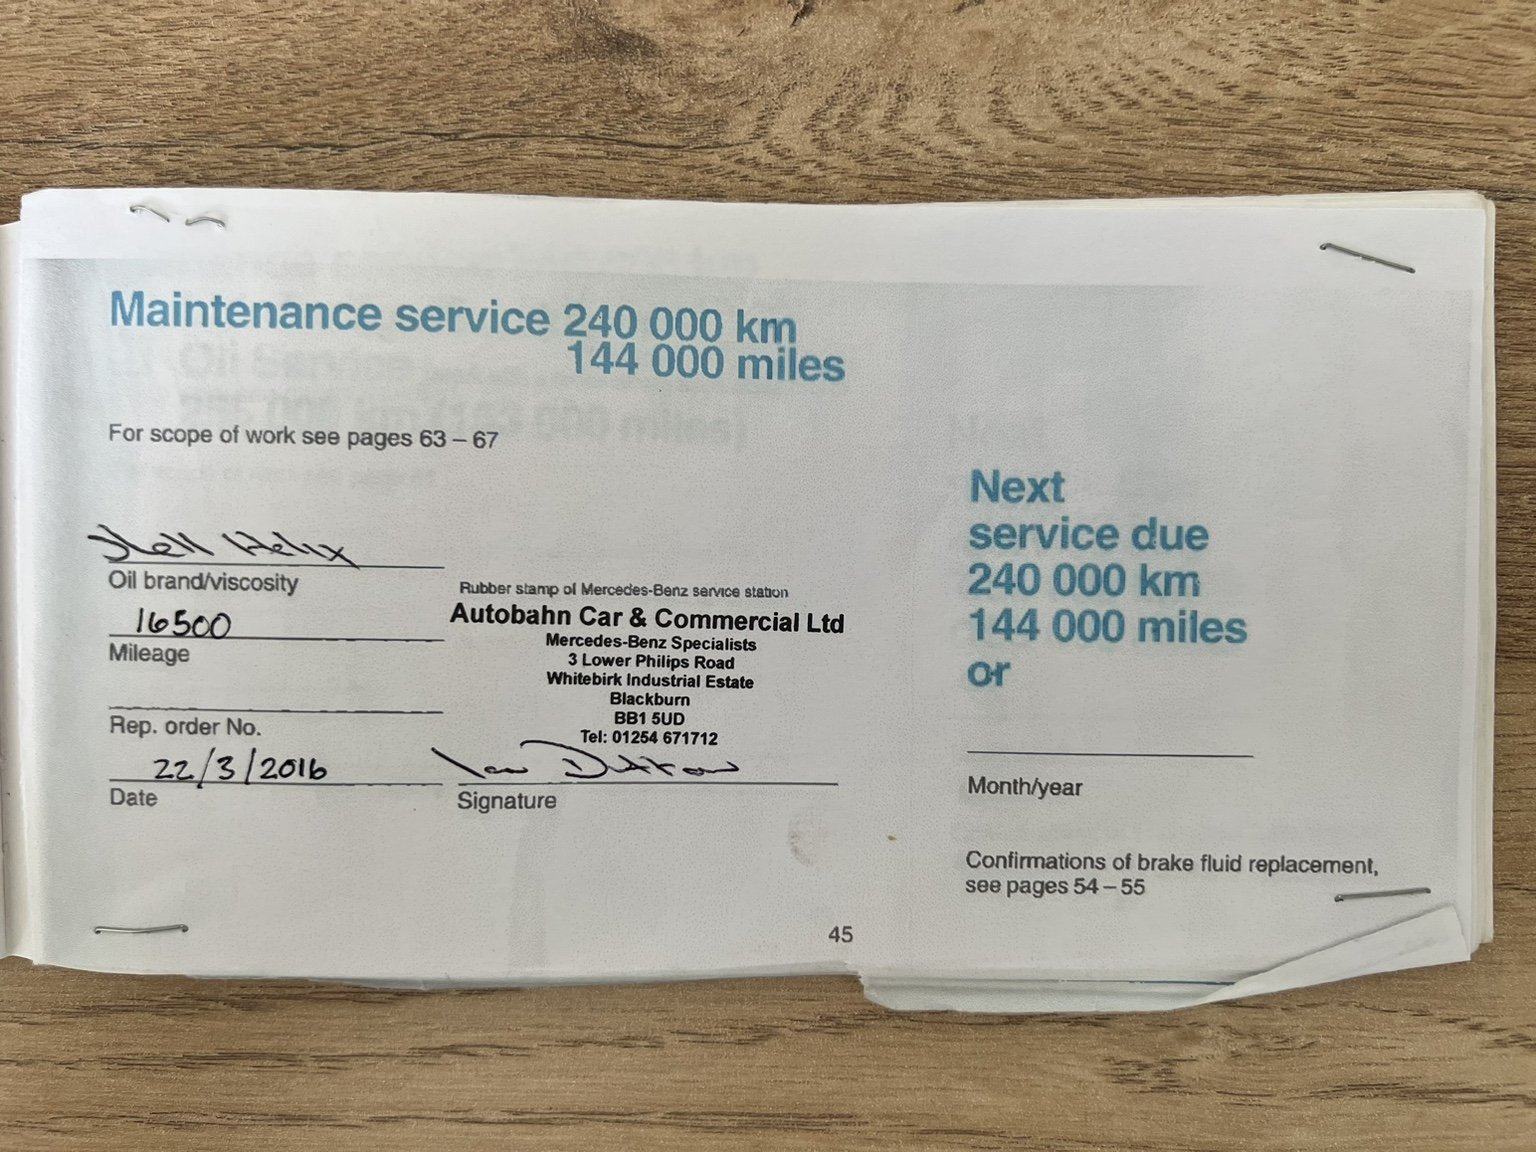 Maintenance service 240 000 km
144 000 miles
For scope of work see pages 63 – 67
Shell Helix
Oil brand/viscosity
16500
Mileage
Rep. order No.
22/3/2016
Date
Rubber stamp of Mercedes-Benz service station
Autobahn Car & Commercial Ltd
Mercedes-Benz Specialists
3 Lower Philips Road
Whitebirk Industrial Estate
Blackburn
BB1 5UD
Tel: 01254 671712
Ian Dutton
Signature
45
Next
service due
240 000 km
144 000 miles
or
Month/year
Confirmations of brake fluid replacement,
see pages 54 – 55